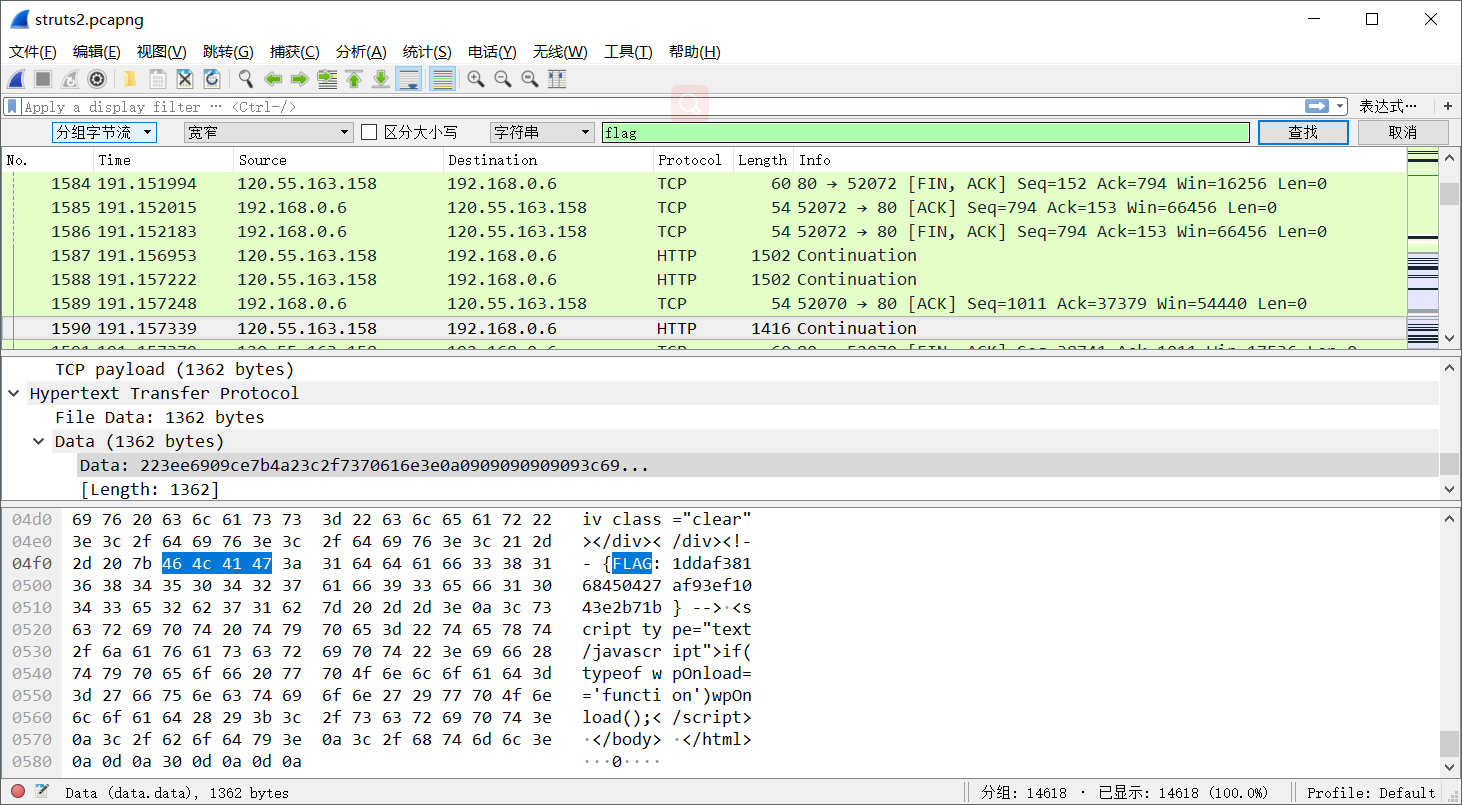 struts2.pcapng
文件(F) 编辑(E) 视图(V) 跳转(G) 捕获(C) 分析(A) 统计(S) 电话(Y) 无线(W) 工具(T) 帮助(H)
Apply a display filter … <Ctrl-/> 表达式… +
分组字节流 宽窄 区分大小写 字符串 flag 查找 取消
No. Time Source Destination Protocol Length Info
1584 191.151994 120.55.163.158 192.168.0.6 TCP 60 80 → 52072 [FIN, ACK] Seq=152 Ack=794 Win=16256 Len=0
1585 191.152015 192.168.0.6 120.55.163.158 TCP 54 52072 → 80 [ACK] Seq=794 Ack=153 Win=66456 Len=0
1586 191.152183 192.168.0.6 120.55.163.158 TCP 54 52072 → 80 [FIN, ACK] Seq=794 Ack=153 Win=66456 Len=0
1587 191.156953 120.55.163.158 192.168.0.6 HTTP 1502 Continuation
1588 191.157222 120.55.163.158 192.168.0.6 HTTP 1502 Continuation
1589 191.157248 192.168.0.6 120.55.163.158 TCP 54 52070 → 80 [ACK] Seq=1011 Ack=37379 Win=54440 Len=0
1590 191.157339 120.55.163.158 192.168.0.6 HTTP 1416 Continuation
TCP payload (1362 bytes)
Hypertext Transfer Protocol
File Data: 1362 bytes
Data (1362 bytes)
Data: 223ee6909ce7b4a23c2f7370616e3e0a0909090909093c69...
[Length: 1362]
04d0 69 76 20 63 6c 61 73 73 3d 22 63 6c 65 61 72 22 iv class ="clear"
04e0 3e 3c 2f 64 69 76 3e 3c 2f 64 69 76 3e 3c 21 2d ></div>< /div><!-
04f0 2d 20 7b 46 4c 41 47 3a 31 64 64 61 66 33 38 31 - {FLAG: 1ddaf381
0500 36 38 34 35 30 34 32 37 61 66 39 33 65 66 31 30 68450427 af93ef10
0510 34 33 65 32 62 37 31 62 7d 20 2d 2d 3e 0a 3c 73 43e2b71b } -->·<s
0520 63 72 69 70 74 20 74 79 70 65 3d 22 74 65 78 74 cript ty pe="text
0530 2f 6a 61 76 61 73 63 72 69 70 74 22 3e 69 66 28 /javascr ipt">if(
0540 74 79 70 65 6f 66 20 77 70 4f 6e 6c 6f 61 64 3d typeof w pOnload=
0550 3d 27 66 75 6e 63 74 69 6f 6e 27 29 77 70 4f 6e ='functi on')wpOn
0560 6c 6f 61 64 28 29 3b 3c 2f 73 63 72 69 70 74 3e load();< /script>
0570 0a 3c 2f 62 6f 64 79 3e 0a 3c 2f 68 74 6d 6c 3e ·</body> ·</html>
0580 0a 0d 0a 30 0d 0a 0d 0a ···0····
Data (data.data), 1362 bytes 分组: 14618 · 已显示: 14618 (100.0%) Profile: Default